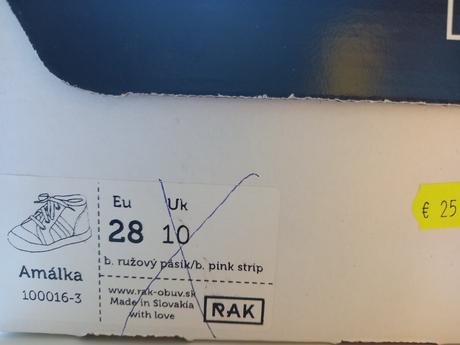 Eu Uk
28 10
b. ružový pásik/b. pink strip
Amálka
100016-3
www.rak-obuv.sk
Made in Slovakia
with love
RAK
€ 25